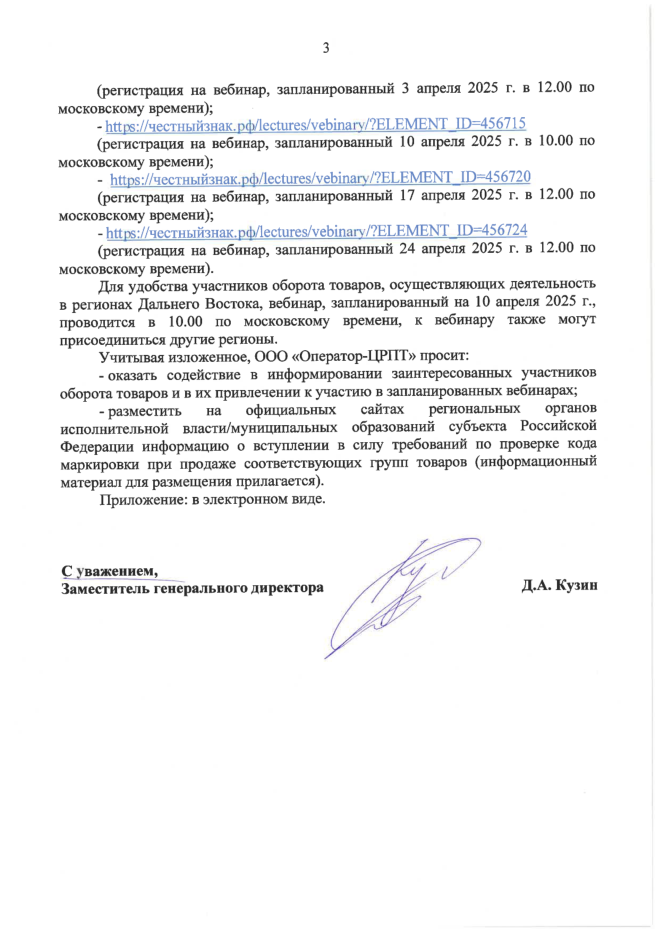 3
(регистрация на вебинар, запланированный 3 апреля 2025 г. в 12.00 по
московскому времени);
- https://честныйзнак.рф/lectures/vebinary/?ELEMENT_ID=456715
(регистрация на вебинар, запланированный 10 апреля 2025 г. в 10.00 по
московскому времени);
- https://честныйзнак.рф/lectures/vebinary/?ELEMENT_ID=456720
(регистрация на вебинар, запланированный 17 апреля 2025 г. в 12.00 по
московскому времени);
- https://честныйзнак.рф/lectures/vebinary/?ELEMENT_ID=456724
(регистрация на вебинар, запланированный 24 апреля 2025 г. в 12.00 по
московскому времени).
Для удобства участников оборота товаров, осуществляющих деятельность
в регионах Дальнего Востока, вебинар, запланированный на 10 апреля 2025 г.,
проводится в 10.00 по московскому времени, к вебинару также могут
присоединиться другие регионы.
Учитывая изложенное, ООО «Оператор-ЦРПТ» просит:
- оказать содействие в информировании заинтересованных участников
оборота товаров и в их привлечении к участию в запланированных вебинарах;
- разместить на официальных сайтах региональных органов
исполнительной власти/муниципальных образований субъекта Российской
Федерации информацию о вступлении в силу требований по проверке кода
маркировки при продаже соответствующих групп товаров (информационный
материал для размещения прилагается).
Приложение: в электронном виде.
С уважением,
Заместитель генерального директора Д.А. Кузин